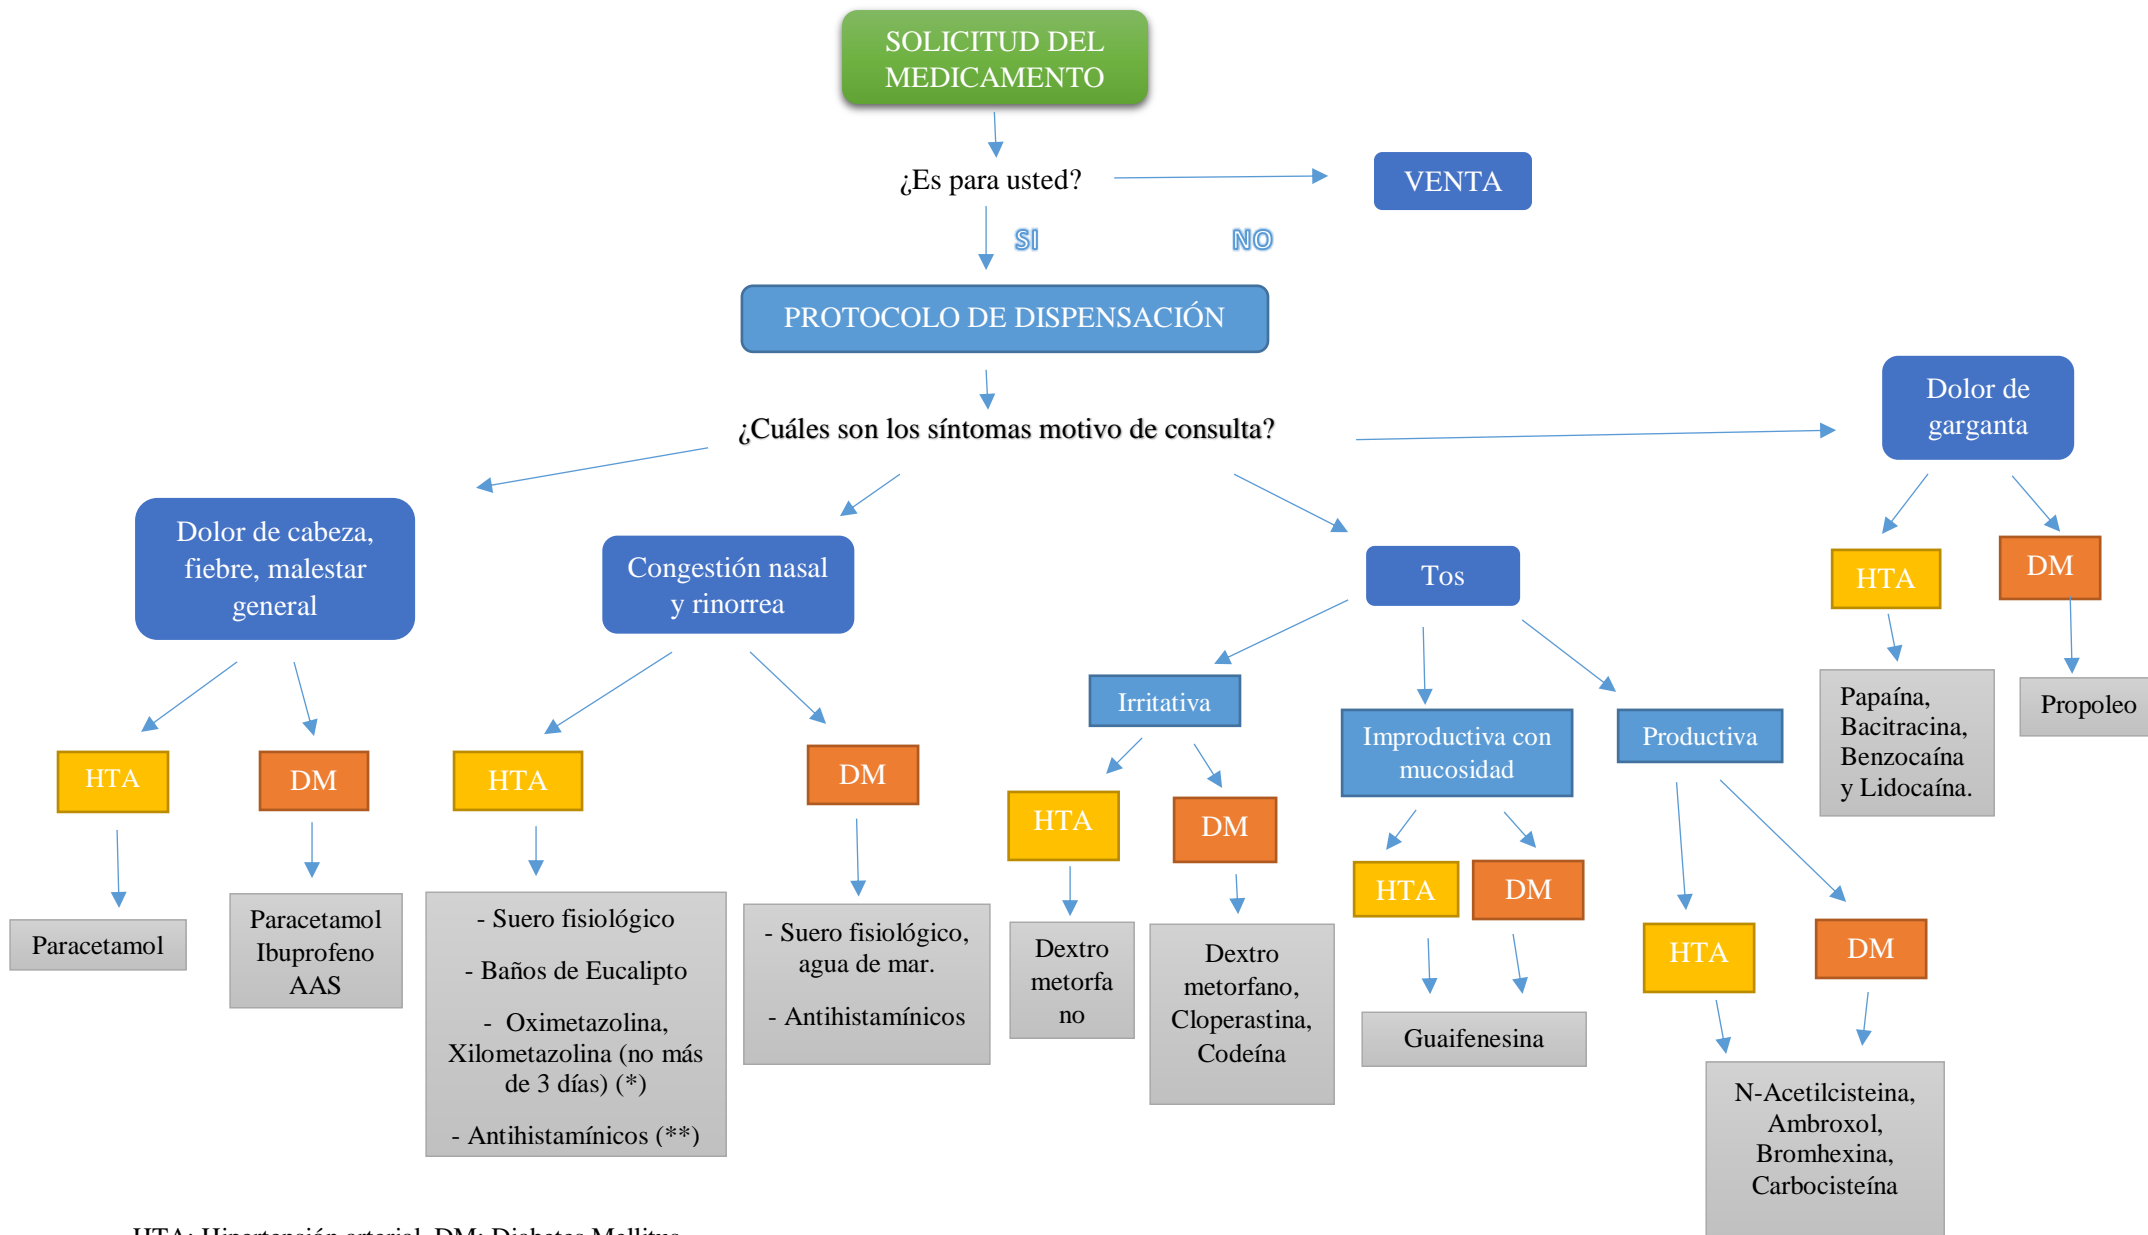 SOLICITUD DEL
MEDICAMENTO
¿Es para usted?
VENTA
SI
NO
PROTOCOLO DE DISPENSACIÓN
¿Cuáles son los síntomas motivo de consulta?
Dolor de cabeza,
fiebre, malestar
general
HTA
DM
Paracetamol
Paracetamol
Ibuprofeno
AAS
Congestión nasal
y rinorrea
HTA
DM
- Suero fisiológico
- Baños de Eucalipto
- Oximetazolina,
Xilometazolina (no más
de 3 días) (*)
- Antihistamínicos (**)
- Suero fisiológico,
agua de mar.
- Antihistamínicos
Tos
Irritativa
HTA
DM
Dextro
metorfa
no
Dextro
metorfano,
Cloperastina,
Codeína
Improductiva con
mucosidad
HTA
DM
Guaifenesina
Productiva
HTA
DM
N-Acetilcisteina,
Ambroxol,
Bromhexina,
Carbocisteína
Dolor de
garganta
HTA
DM
Papaína,
Bacitracina,
Benzocaína
y Lidocaína.
Propoleo
HTA: Hipertensión arterial, DM: Diabetes Mellitus